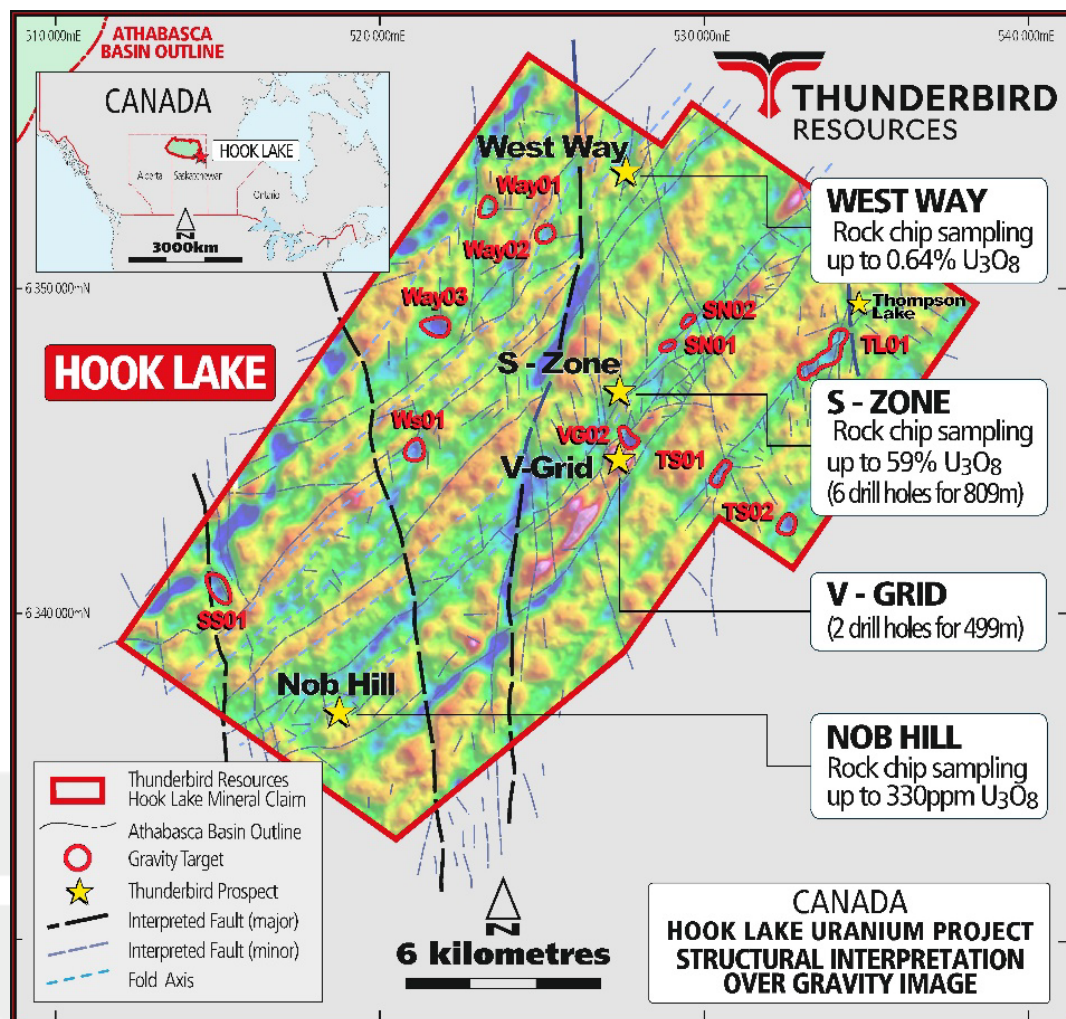 510 000mE
520 000mE
530 000mE
540 000mE
ATHABASCA
BASIN OUTLINE
CANADA
HOOK LAKE
Alberta
Saskatchewan
Ontario
N
3000km
THUNDERBIRD
RESOURCES
West Way
Way01
Way02
Way03
WEST WAY
Rock chip sampling
up to 0.64% U₃O₈
6 350 000mN
Thompson
Lake
SN02
SN01
TL01
HOOK LAKE
S - Zone
S - ZONE
Rock chip sampling
up to 59% U₃O₈
(6 drill holes for 809m)
Ws01
VG02
V-Grid
TS01
TS02
SS01
V - GRID
(2 drill holes for 499m)
6 340 000mN
Nob Hill
NOB HILL
Rock chip sampling
up to 330ppm U₃O₈
Thunderbird Resources
Hook Lake Mineral Claim
Athabasca Basin Outline
Gravity Target
Thunderbird Prospect
Interpreted Fault (major)
Interpreted Fault (minor)
Fold Axis
N
6 kilometres
CANADA
HOOK LAKE URANIUM PROJECT
STRUCTURAL INTERPRETATION
OVER GRAVITY IMAGE